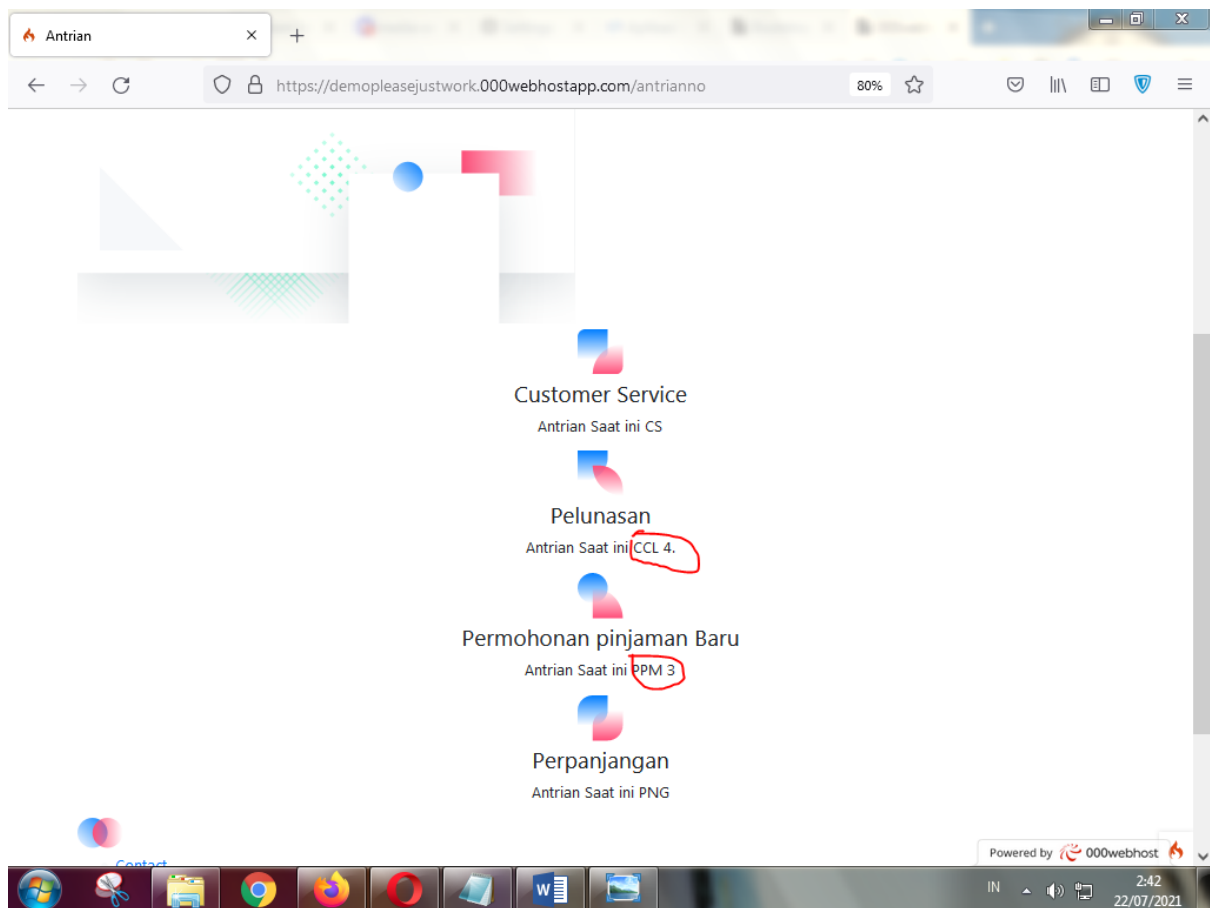 Antrian
https://demopleasejustwork.000webhostapp.com/antrianno
80%
Customer Service
Antrian Saat ini CS
Pelunasan
Antrian Saat ini CCL 4.
Permohonan pinjaman Baru
Antrian Saat ini PPM 3
Perpanjangan
Antrian Saat ini PNG
Contact
Powered by 000webhost
IN
2:42
22/07/2021